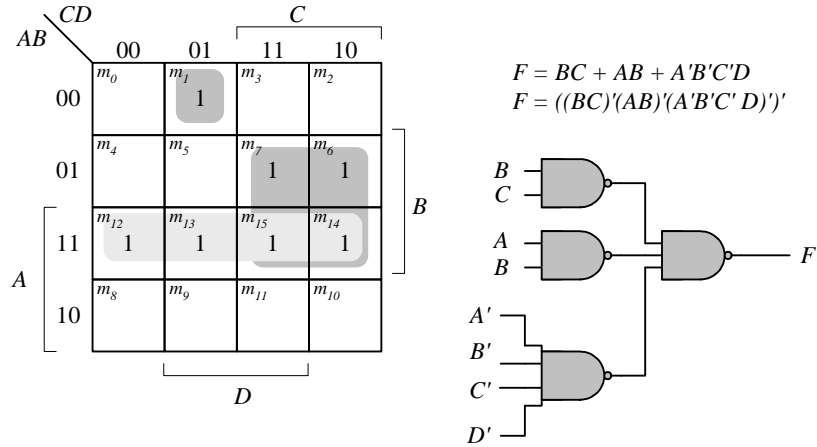 CD
C
AB
00 01 11 10
m0 m1 m3 m2
00 1
m4 m5 m7 m6
01 1 1
B
m12 m13 m15 m14
11 1 1 1 1
A
m8 m9 m11 m10
10
D
F = BC + AB + A'B'C'D
F = ((BC)'(AB)'(A'B'C' D)')'
B
C
A
B
F
A'
B'
C'
D'